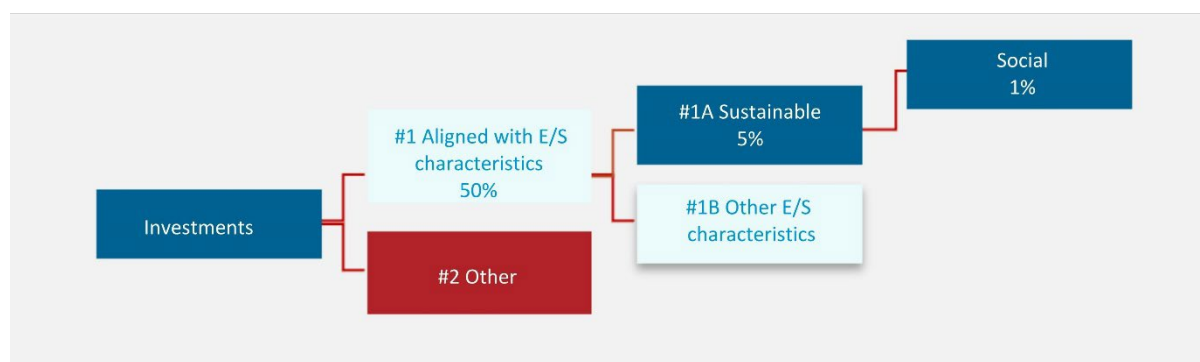 Investments
#1 Aligned with E/S
characteristics
50%
#2 Other
#1A Sustainable
5%
#1B Other E/S
characteristics
Social
1%